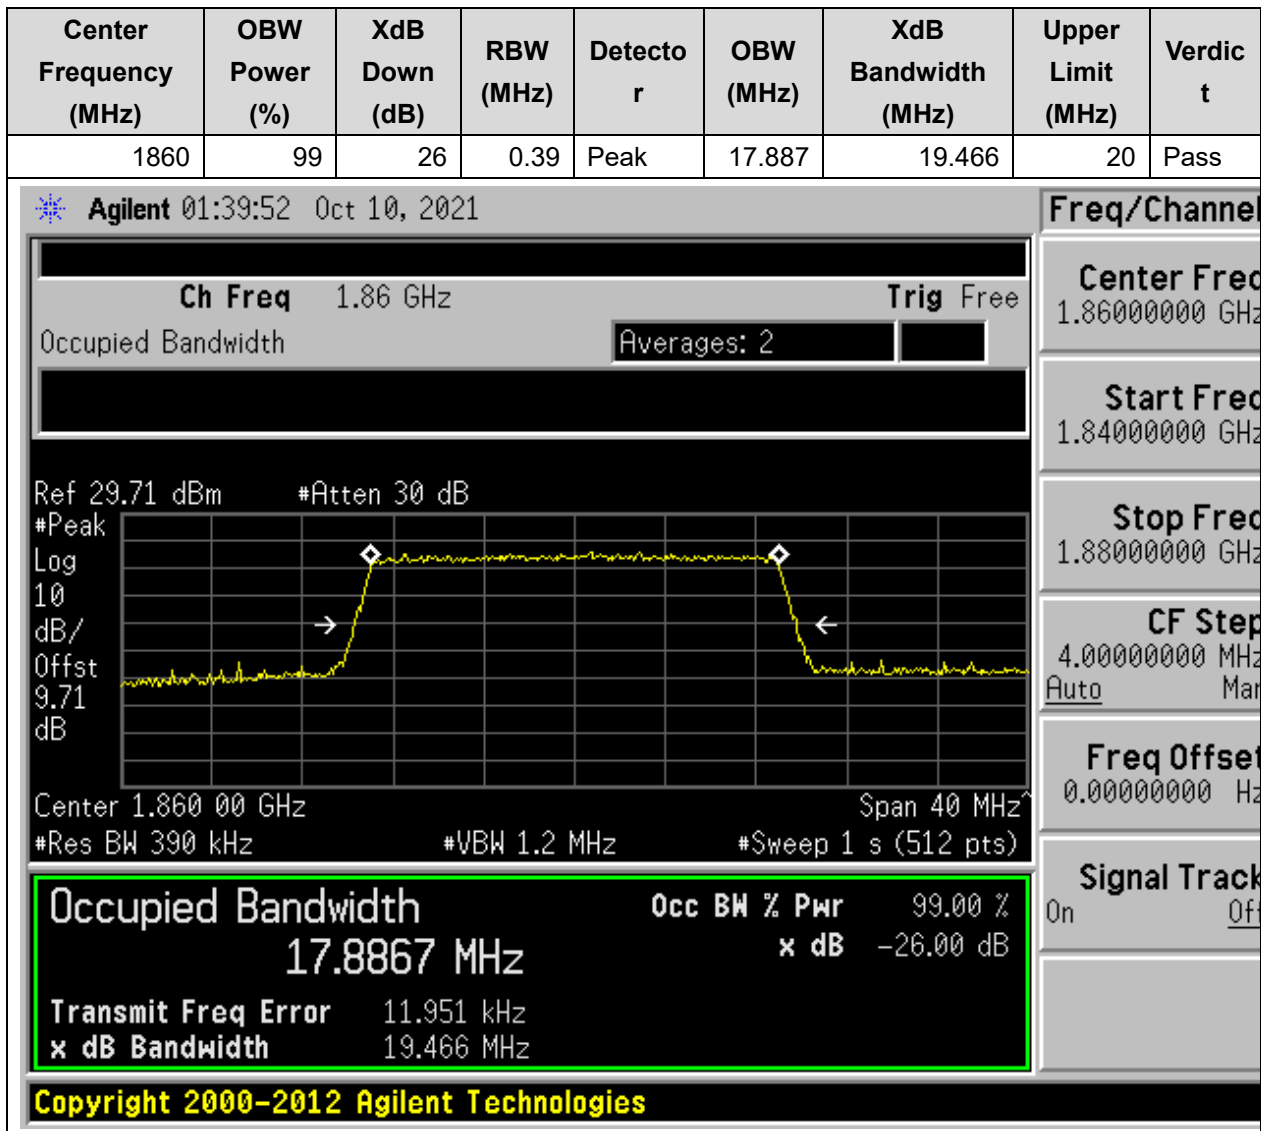 Center Frequency (MHz) OBW Power (%) XdB Down (dB) RBW (MHz) Detecto r OBW (MHz) XdB Bandwidth (MHz) Upper Limit (MHz) Verdic t
1860 99 26 0.39 Peak 17.887 19.466 20 Pass
Agilent 01:39:52 Oct 10, 2021
Freq/Channel
Ch Freq 1.86 GHz Trig Free
Occupied Bandwidth Averages: 2
Center Freq
1.86000000 GHz
Start Freq
1.84000000 GHz
Stop Freq
1.88000000 GHz
CF Step
4.00000000 MHz
Auto Man
Freq Offset
0.00000000 Hz
Signal Track
On Off
Ref 29.71 dBm #Atten 30 dB
#Peak
Log
10
dB/
Offst
9.71
dB
Center 1.860 00 GHz Span 40 MHz^
#Res BW 390 kHz #VBW 1.2 MHz #Sweep 1 s (512 pts)
Occupied Bandwidth
17.8867 MHz
Occ BW % Pwr 99.00 %
x dB -26.00 dB
Transmit Freq Error 11.951 kHz
x dB Bandwidth 19.466 MHz
Copyright 2000-2012 Agilent Technologies